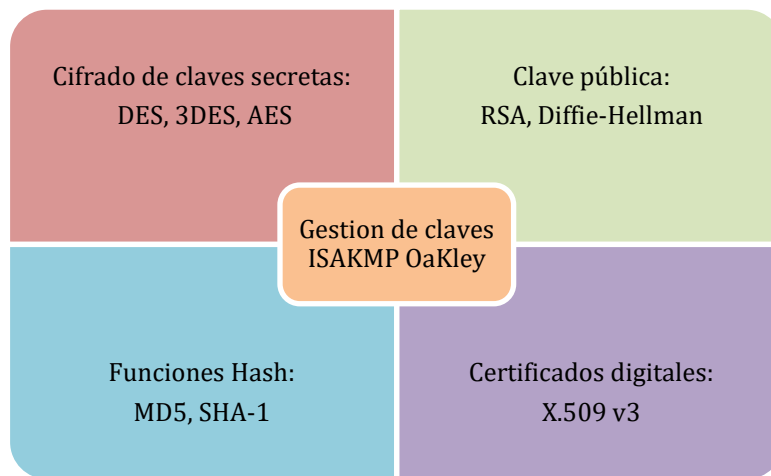 Cifrado de claves secretas:
DES, 3DES, AES
Clave pública:
RSA, Diffie-Hellman
Gestion de claves
ISAKMP OaKley
Funciones Hash:
MD5, SHA-1
Certificados digitales:
X.509 v3